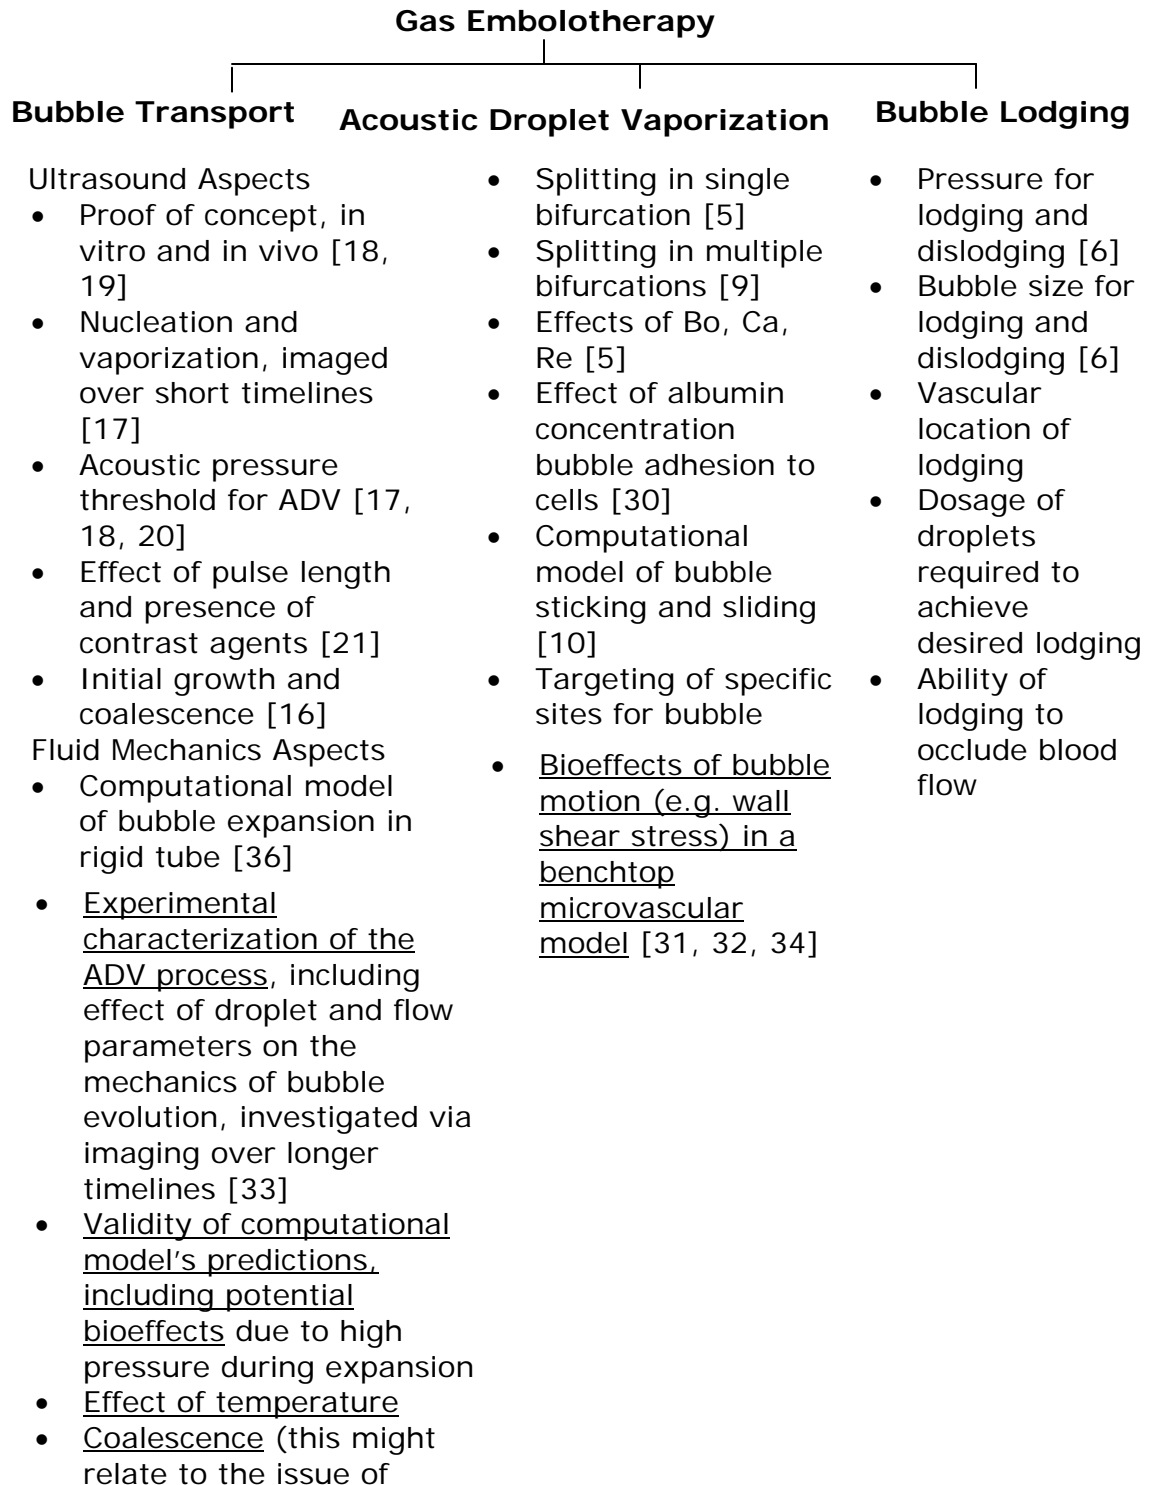 Gas Embolotherapy
Bubble Transport
Ultrasound Aspects
• Proof of concept, in
vitro and in vivo [18,
19]
• Nucleation and
vaporization, imaged
over short timelines
[17]
• Acoustic pressure
threshold for ADV [17,
18, 20]
• Effect of pulse length
and presence of
contrast agents [21]
• Initial growth and
coalescence [16]
Fluid Mechanics Aspects
• Computational model
of bubble expansion in
rigid tube [36]
• Experimental
characterization of the
ADV process, including
effect of droplet and flow
parameters on the
mechanics of bubble
evolution, investigated via
imaging over longer
timelines [33]
• Validity of computational
model’s predictions,
including potential
bioeffects due to high
pressure during expansion
• Effect of temperature
• Coalescence (this might
relate to the issue of
Acoustic Droplet Vaporization
• Splitting in single
bifurcation [5]
• Splitting in multiple
bifurcations [9]
• Effects of Bo, Ca,
Re [5]
• Effect of albumin
concentration
bubble adhesion to
cells [30]
• Computational
model of bubble
sticking and sliding
[10]
• Targeting of specific
sites for bubble
• Bioeffects of bubble
motion (e.g. wall
shear stress) in a
benchtop
microvascular
model [31, 32, 34]
Bubble Lodging
• Pressure for
lodging and
dislodging [6]
• Bubble size for
lodging and
dislodging [6]
• Vascular
location of
lodging
• Dosage of
droplets
required to
achieve
desired lodging
• Ability of
lodging to
occlude blood
flow